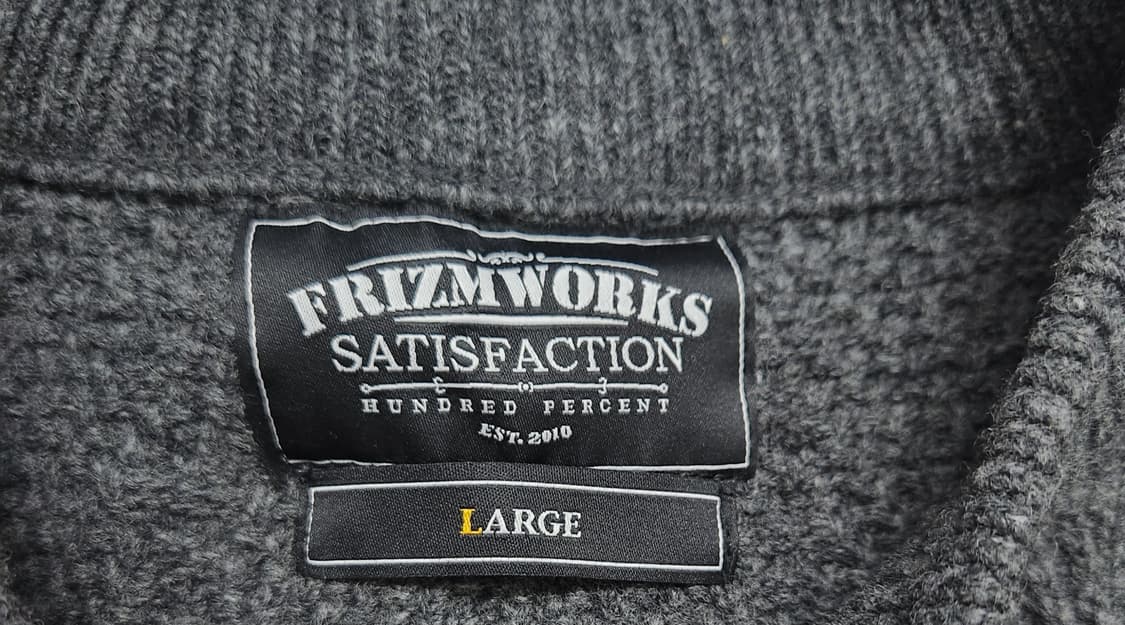 FRIZMWORKS
SATISFACTION
HUNDRED PERCENT
EST. 2010
LARGE